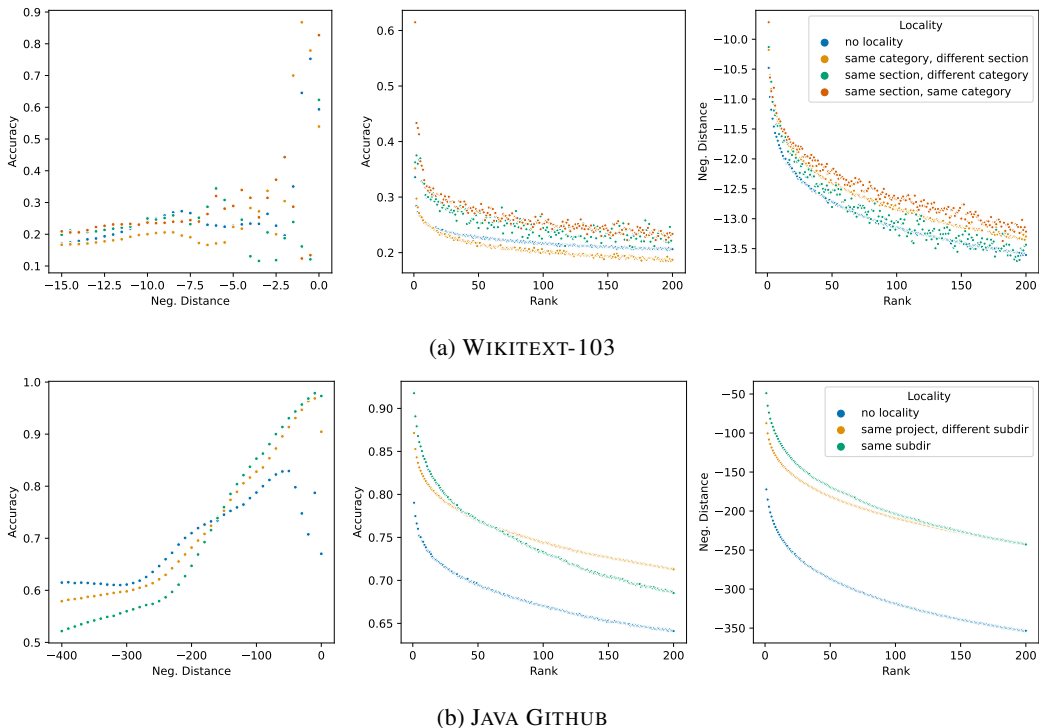 0.9
0.8
0.7
0.6
0.5
0.4
0.3
0.2
0.1
Accuracy
−15.0 −12.5 −10.0 −7.5 −5.0 −2.5 0.0
Neg. Distance
0.6
0.5
0.4
0.3
0.2
Accuracy
0 50 100 150 200
Rank
−10.0
−10.5
−11.0
−11.5
−12.0
−12.5
−13.0
−13.5
Neg. Distance
0 50 100 150 200
Rank
Locality
no locality
same category, different section
same section, different category
same section, same category
(a) WIKITEXT-103
1.0
0.9
0.8
0.7
0.6
0.5
Accuracy
−400 −300 −200 −100 0
Neg. Distance
0.90
0.85
0.80
0.75
0.70
0.65
Accuracy
0 50 100 150 200
Rank
−50
−100
−150
−200
−250
−300
−350
Neg. Distance
0 50 100 150 200
Rank
Locality
no locality
same project, different subdir
same subdir
(b) JAVA GITHUB